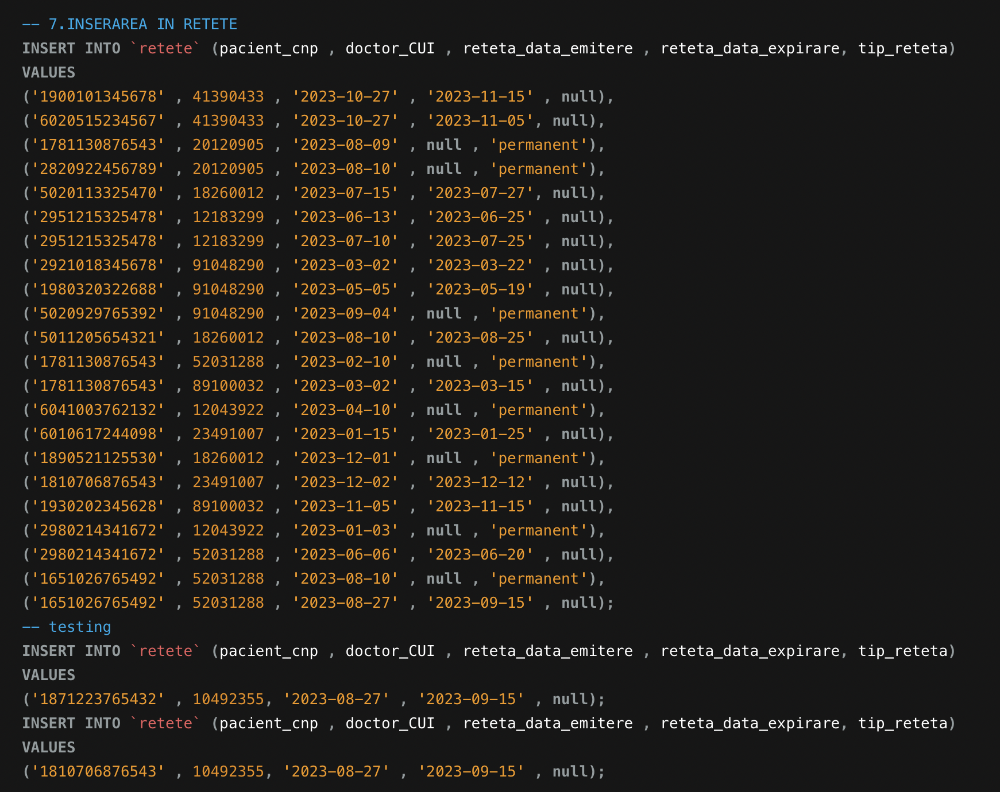 -- 7.INSERAREA IN RETETE
INSERT INTO `retete` (pacient_cnp , doctor_CUI , reteta_data_emitere , reteta_data_expirare, tip_reteta)
VALUES
('1900101345678' , 41390433 , '2023-10-27' , '2023-11-15' , null),
('6020515234567' , 41390433 , '2023-10-27' , '2023-11-05', null),
('1781130876543' , 20120905 , '2023-08-09' , null , 'permanent'),
('2820922456789' , 20120905 , '2023-08-10' , null , 'permanent'),
('5020113325470' , 18260012 , '2023-07-15' , '2023-07-27', null),
('2951215325478' , 12183299 , '2023-06-13' , '2023-06-25' , null),
('2951215325478' , 12183299 , '2023-07-10' , '2023-07-25' , null),
('2921018345678' , 91048290 , '2023-03-02' , '2023-03-22' , null),
('1980320322688' , 91048290 , '2023-05-05' , '2023-05-19' , null),
('5020929765392' , 91048290 , '2023-09-04' , null , 'permanent'),
('5011205654321' , 18260012 , '2023-08-10' , '2023-08-25' , null),
('1781130876543' , 52031288 , '2023-02-10' , null , 'permanent'),
('1781130876543' , 89100032 , '2023-03-02' , '2023-03-15' , null),
('6041003762132' , 12043922 , '2023-04-10' , null , 'permanent'),
('6010617244098' , 23491007 , '2023-01-15' , '2023-01-25' , null),
('1890521125530' , 18260012 , '2023-12-01' , null , 'permanent'),
('1810706876543' , 23491007 , '2023-12-02' , '2023-12-12' , null),
('1930202345628' , 89100032 , '2023-11-05' , '2023-11-15' , null),
('2980214341672' , 12043922 , '2023-01-03' , null , 'permanent'),
('2980214341672' , 52031288 , '2023-06-06' , '2023-06-20' , null),
('1651026765492' , 52031288 , '2023-08-10' , null , 'permanent'),
('1651026765492' , 52031288 , '2023-08-27' , '2023-09-15' , null);
-- testing
INSERT INTO `retete` (pacient_cnp , doctor_CUI , reteta_data_emitere , reteta_data_expirare, tip_reteta)
VALUES
('1871223765432' , 10492355, '2023-08-27' , '2023-09-15' , null);
INSERT INTO `retete` (pacient_cnp , doctor_CUI , reteta_data_emitere , reteta_data_expirare, tip_reteta)
VALUES
('1810706876543' , 10492355, '2023-08-27' , '2023-09-15' , null);